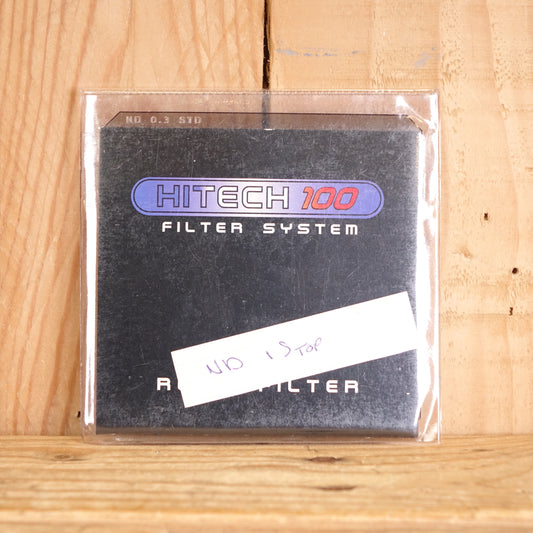 ND 0.3 STD
HITECH 100
FILTER SYSTEM
ND 1 STOP
FILTER